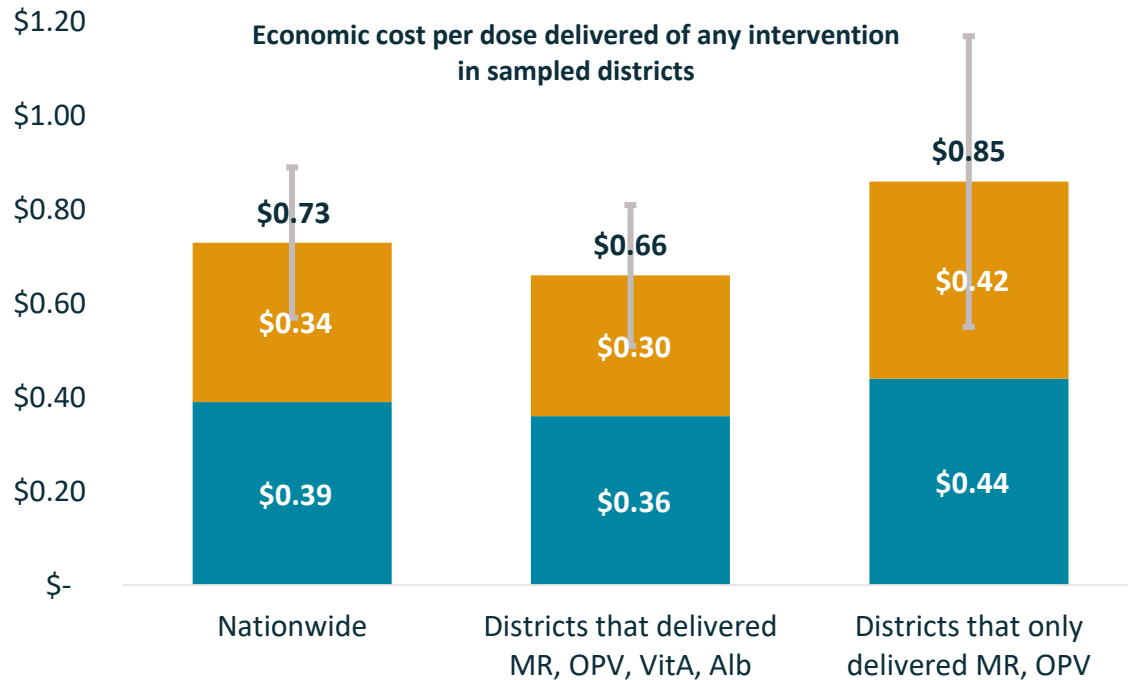 Economic cost per dose delivered of any intervention
in sampled districts
$1.20
$1.00
$0.80
$0.60
$0.40
$0.20
$-
$0.73
$0.34
$0.39
$0.66
$0.30
$0.36
$0.85
$0.42
$0.44
Nationwide
Districts that delivered
MR, OPV, VitA, Alb
Districts that only
delivered MR, OPV